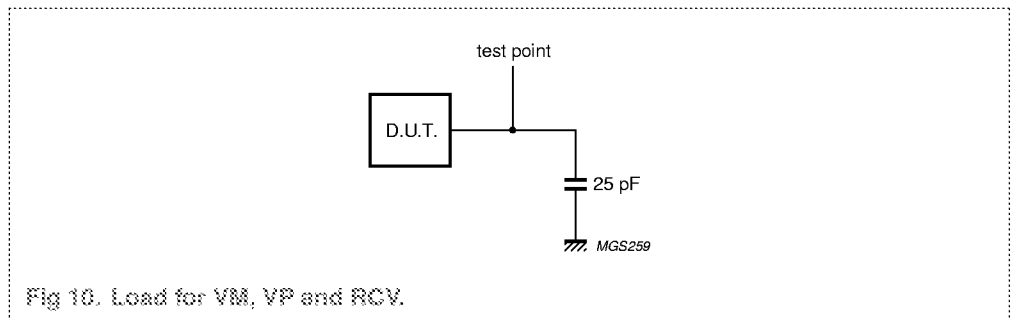 test point
D.U.T.
25 pF
MGS259
Fig 10. Load for VM, VP and RCV.